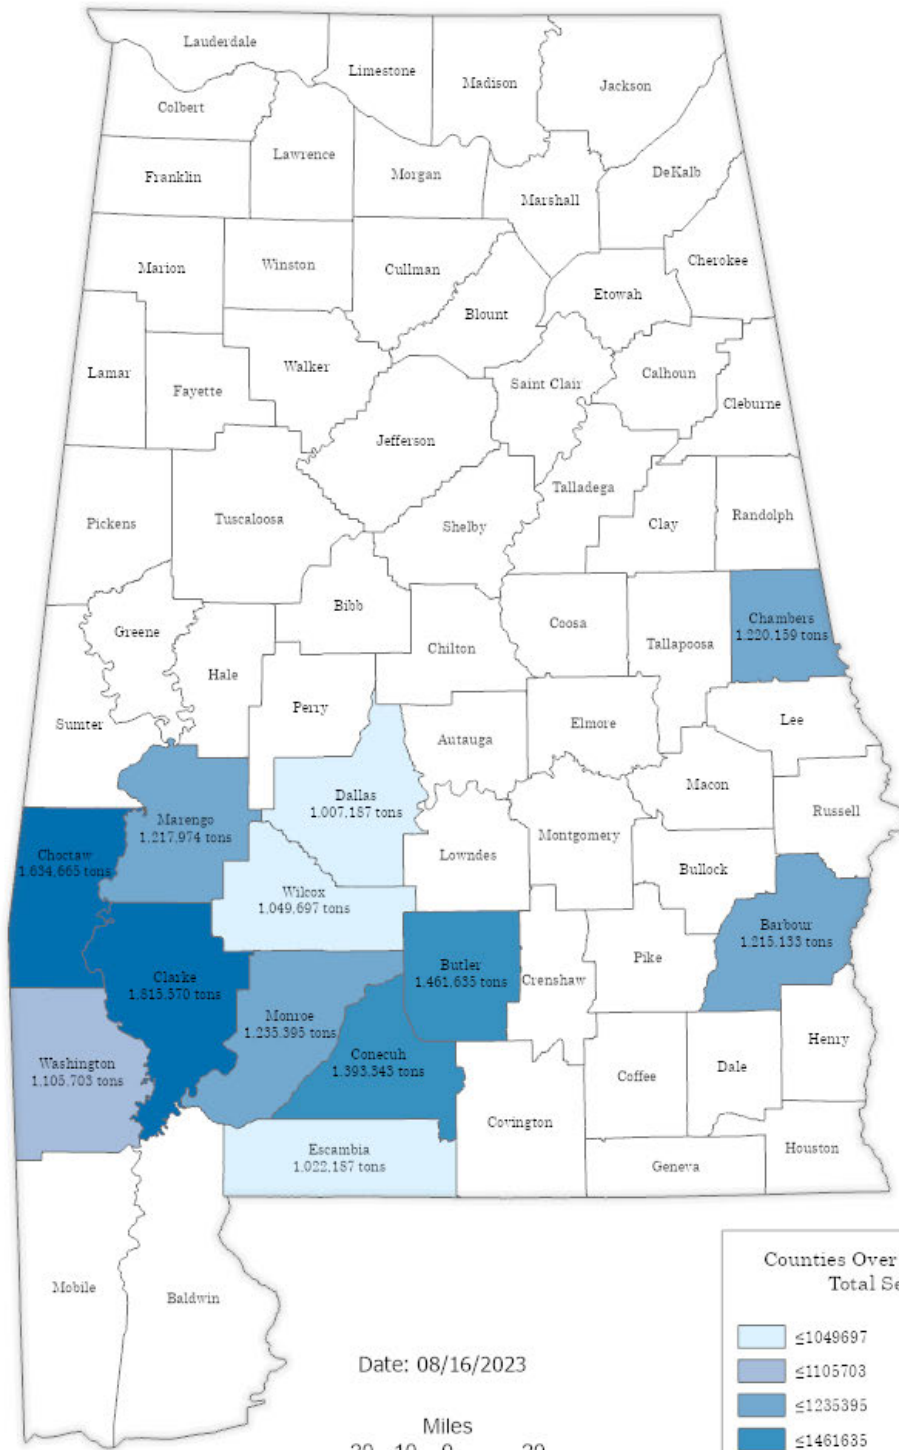 Lauderdale
Limestone
Madison
Jackson
Colbert
Lawrence
Franklin
Morgan
DeKalb
Marshall
Marion
Winston
Cullman
Cherokee
Etowah
Blount
Lamar
Walker
Fayette
Saint Clair
Calhoun
Cleburne
Jefferson
Talladega
Pickens
Tuscaloosa
Shelby
Clay
Randolph
Bibb
Greene
Chilton
Coosa
Tallapoosa
Chambers
1.220.159 tons
Hale
Perry
Sumter
Autauga
Elmore
Lee
Macon
Dallas
1.007.187 tons
Marengo
1.217.974 tons
Russell
Montgomery
Lowndes
Choctaw
1.634.665 tons
Bullock
Wilcox
1.049.697 tons
Barbour
1.215.133 tons
Pike
Butler
1.461.635 tons
Crenshaw
Clarke
1.815.370 tons
Monroe
1.235.395 tons
Henry
Conecuh
1.393.343 tons
Washington
1.105.703 tons
Coffee
Dale
Covington
Houston
Escambia
1.022.187 tons
Geneva
Mobile
Baldwin
Counties Over
Total Se
≤1049697
≤1105703
≤1235395
≤1461635
Date: 08/16/2023
Miles